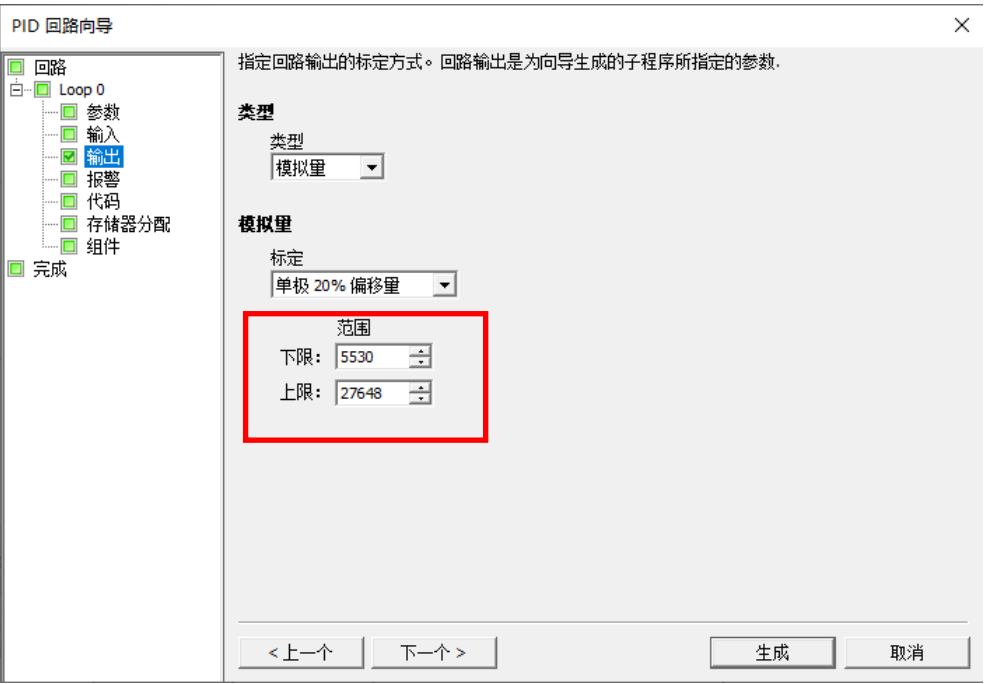 PID 回路向导
回路
Loop 0
参数
输入
输出
报警
代码
存储器分配
组件
完成
指定回路输出的标定方式。回路输出是为向导生成的子程序所指定的参数.
类型
类型
模拟量
模拟量
标定
单极 20% 偏移量
范围
下限： 5530
上限： 27648
<上一个 下一个> 生成 取消